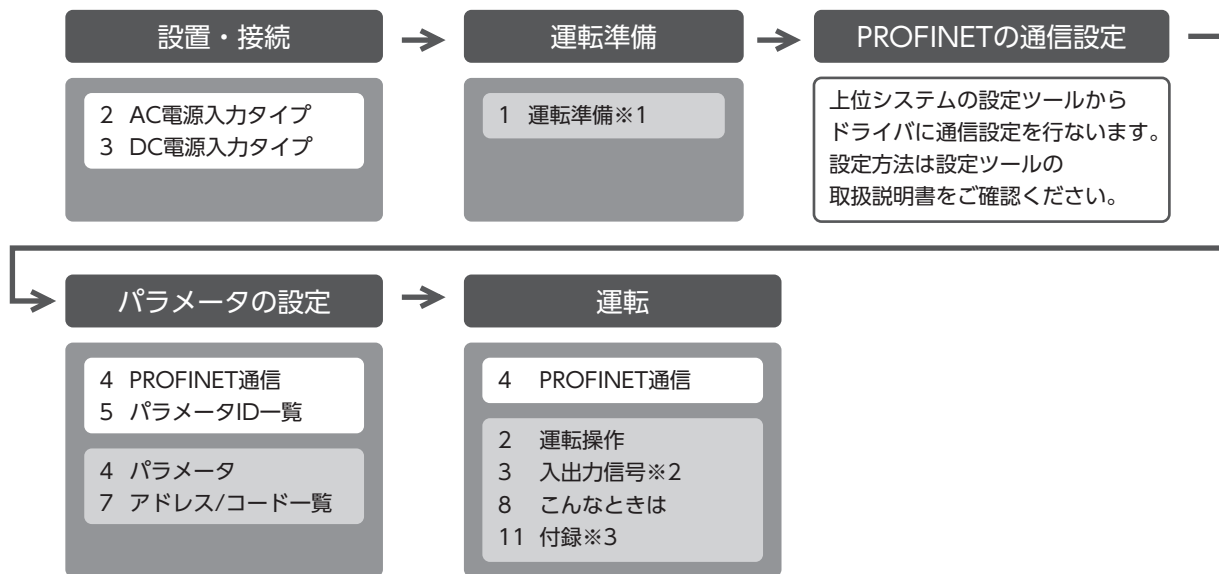 設置・接続
2 AC電源入力タイプ
3 DC電源入力タイプ
運転準備
1 運転準備※1
PROFINETの通信設定
上位システムの設定ツールから
ドライバに通信設定を行ないます。
設定方法は設定ツールの
取扱説明書をご確認ください。
パラメータの設定
4 PROFINET通信
5 パラメータID一覧
4 パラメータ
7 アドレス/コード一覧
運転
4 PROFINET通信
2 運転操作
3 入出力信号※2
8 こんなときは
11 付録※3